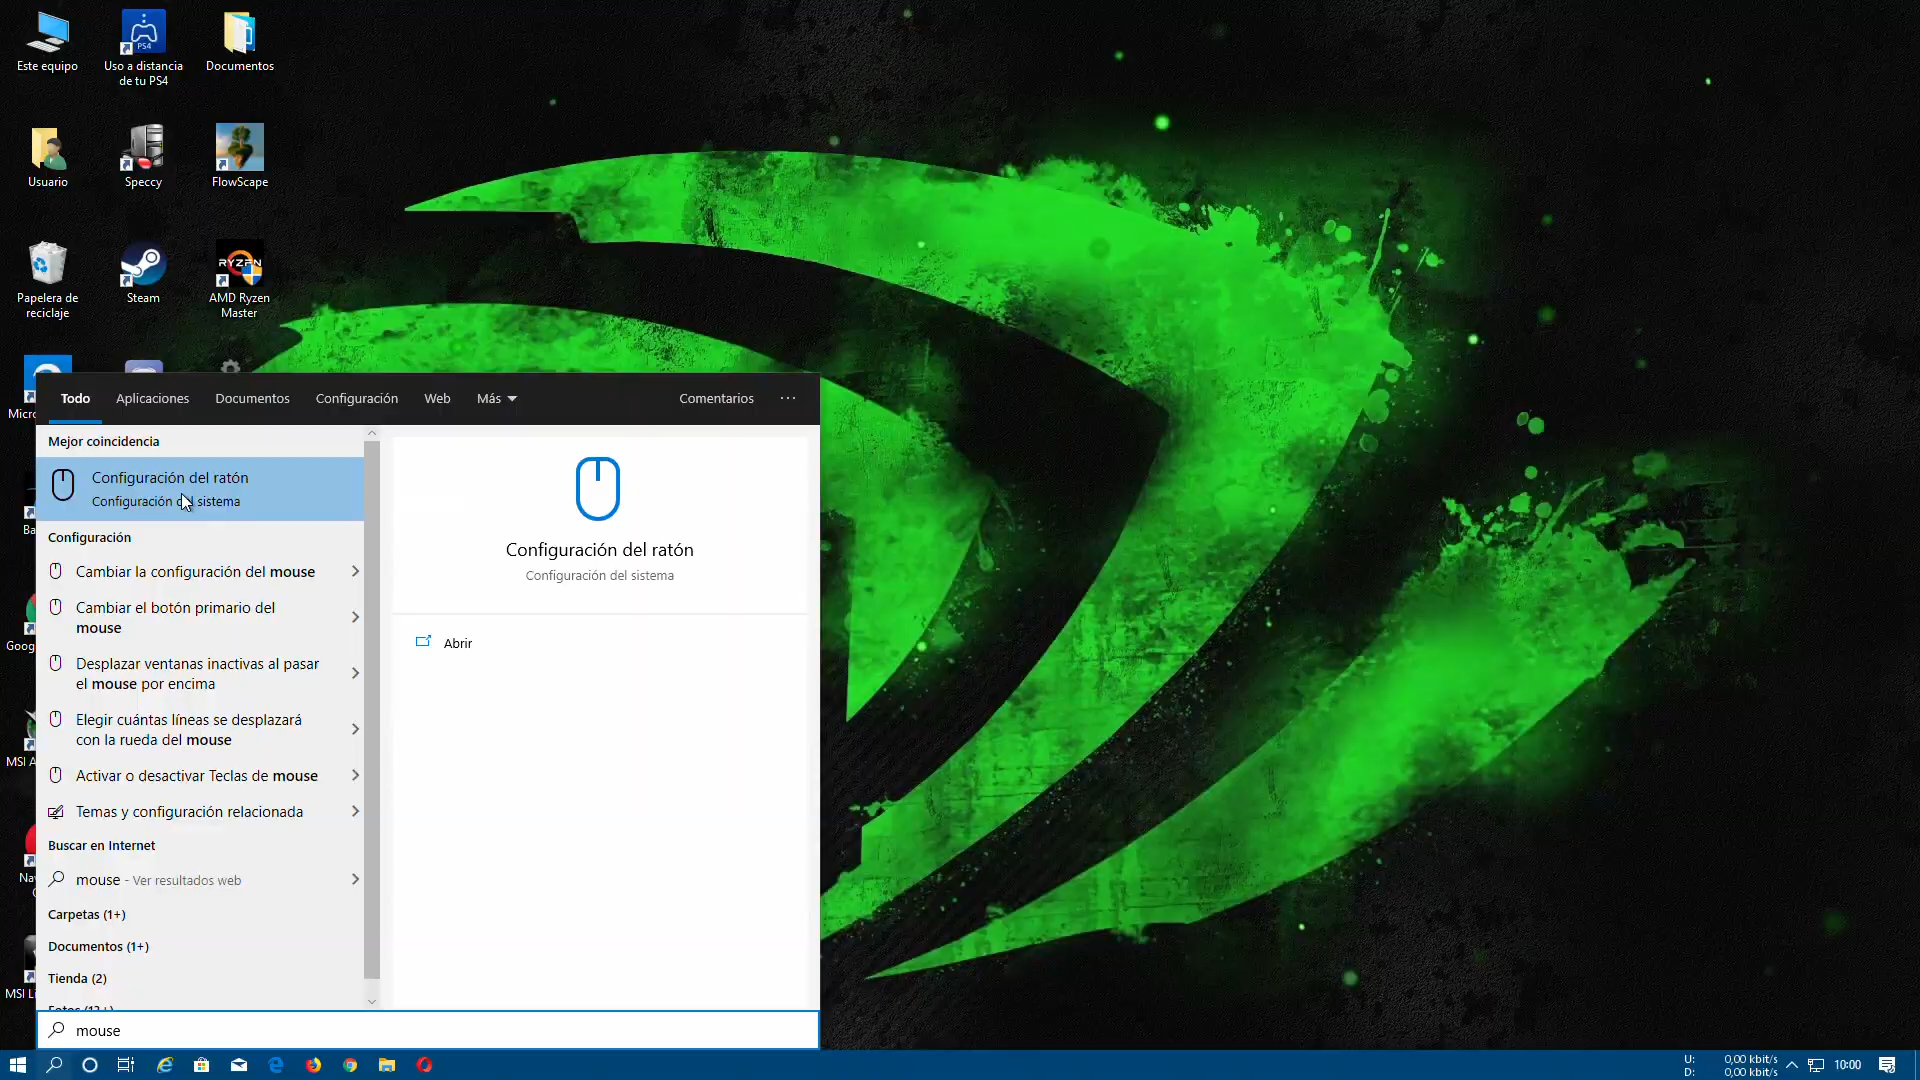 Este equipo
Uso a distancia
de tu PS4
Documentos
PS4
Usuario
Speccy
FlowScape
RYZEN
Papelera de
reciclaje
Steam
AMD Ryzen
Master
Todo
Aplicaciones
Documentos
Configuración
Web
Más
Comentarios
Mejor coincidencia
Configuración del ratón
Configuración del sistema
Configuración
Cambiar la configuración del mouse
Cambiar el botón primario del
mouse
Desplazar ventanas inactivas al pasar
el mouse por encima
Elegir cuántas líneas se desplazará
con la rueda del mouse
Activar o desactivar Teclas de mouse
Temas y configuración relacionada
Buscar en Internet
mouse - Ver resultados web
Carpetas (1+)
Documentos (1+)
Tienda (2)
Configuración del ratón
Configuración del sistema
Abrir
mouse
MSI
U: 0,00 kbit/s
D: 0,00 kbit/s
10:00